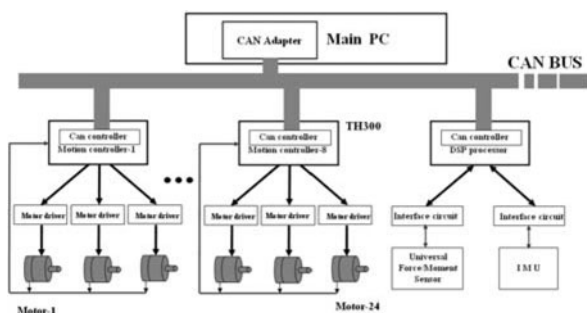 Main PC
CAN Adapter
CAN BUS
TH300
Can controller
Motion controller-1
Can controller
Motion controller-8
Can controller
DSP processor
Motor driver
Motor driver
Motor driver
Motor driver
Motor driver
Motor driver
Interface circuit
Interface circuit
Universal
Force/Moment
Sensor
I M U
Motor-1
Motor-24